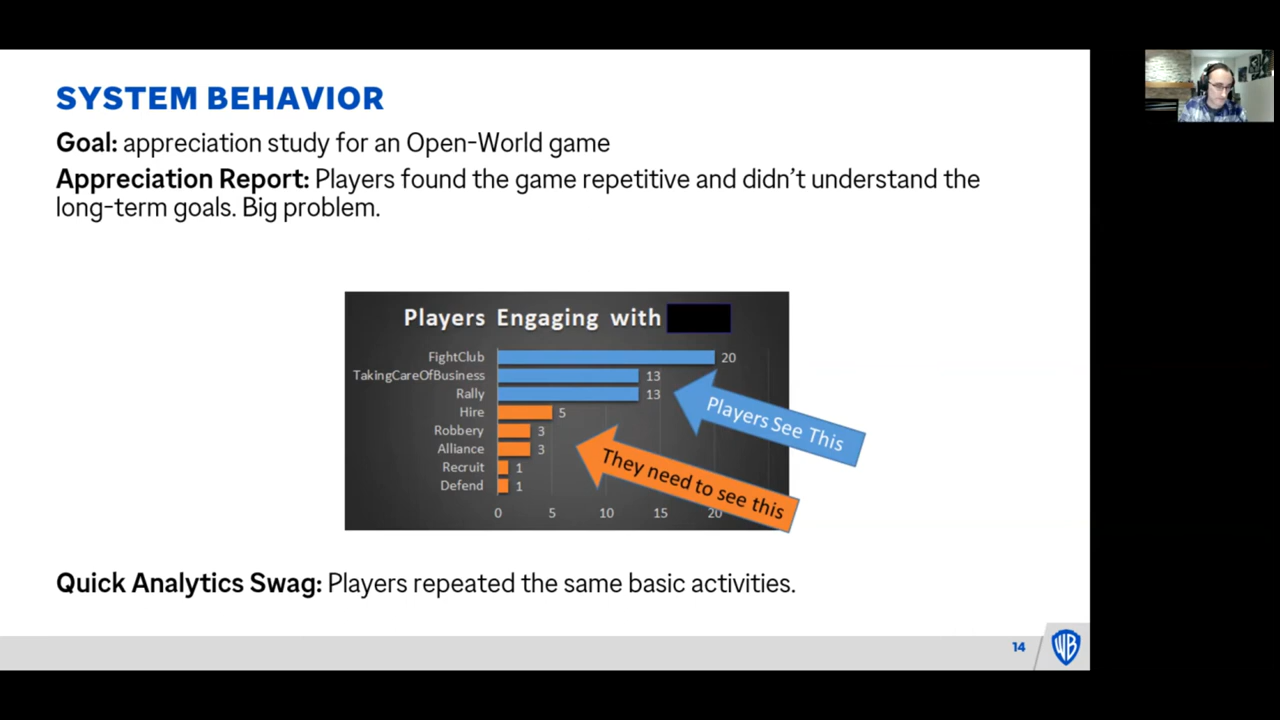 SYSTEM BEHAVIOR
Goal: appreciation study for an Open-World game
Appreciation Report: Players found the game repetitive and didn't understand the
long-term goals. Big problem.
Players Engaging with
FightClub 20
TakingCareOfBusiness 13
Rally 13
Hire 5
Robbery 3
Alliance 3
Recruit 1
Defend 1
Players See This
They need to see this
0 5 10 15 20
Quick Analytics Swag: Players repeated the same basic activities.
14
WB